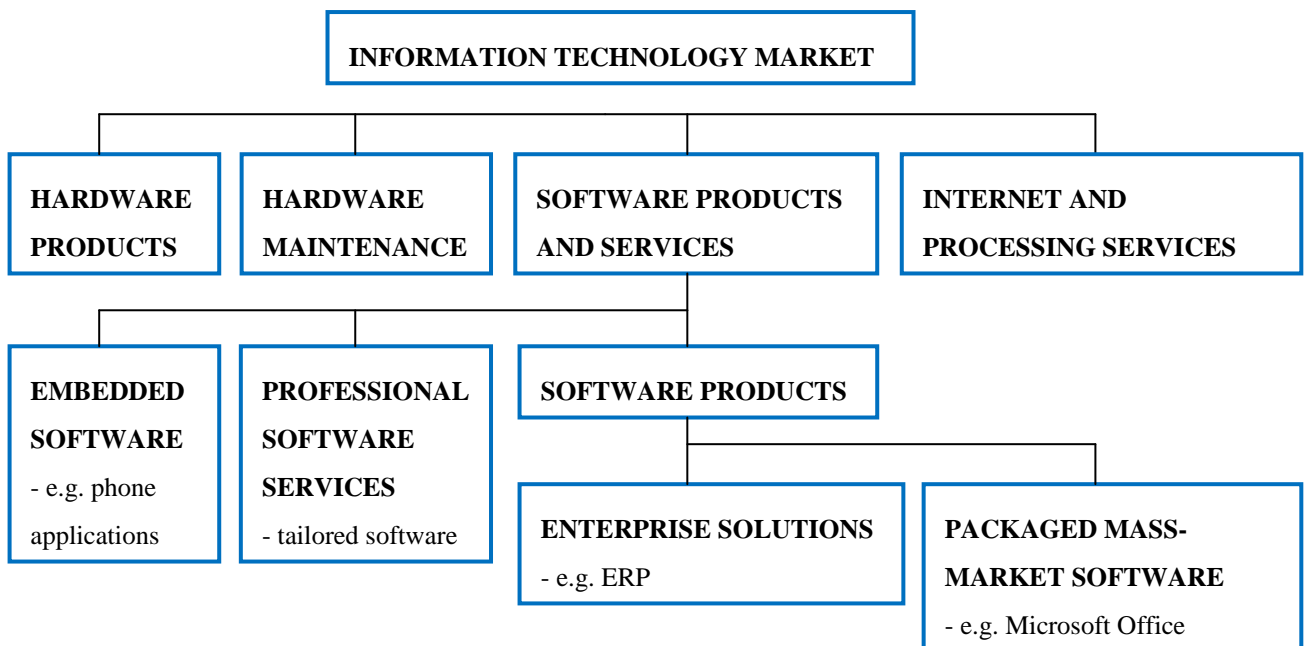 INFORMATION TECHNOLOGY MARKET
HARDWARE
PRODUCTS
HARDWARE
MAINTENANCE
SOFTWARE PRODUCTS
AND SERVICES
INTERNET AND
PROCESSING SERVICES
EMBEDDED
SOFTWARE
- e.g. phone
applications
PROFESSIONAL
SOFTWARE
SERVICES
- tailored software
SOFTWARE PRODUCTS
ENTERPRISE SOLUTIONS
- e.g. ERP
PACKAGED MASS-
MARKET SOFTWARE
- e.g. Microsoft Office